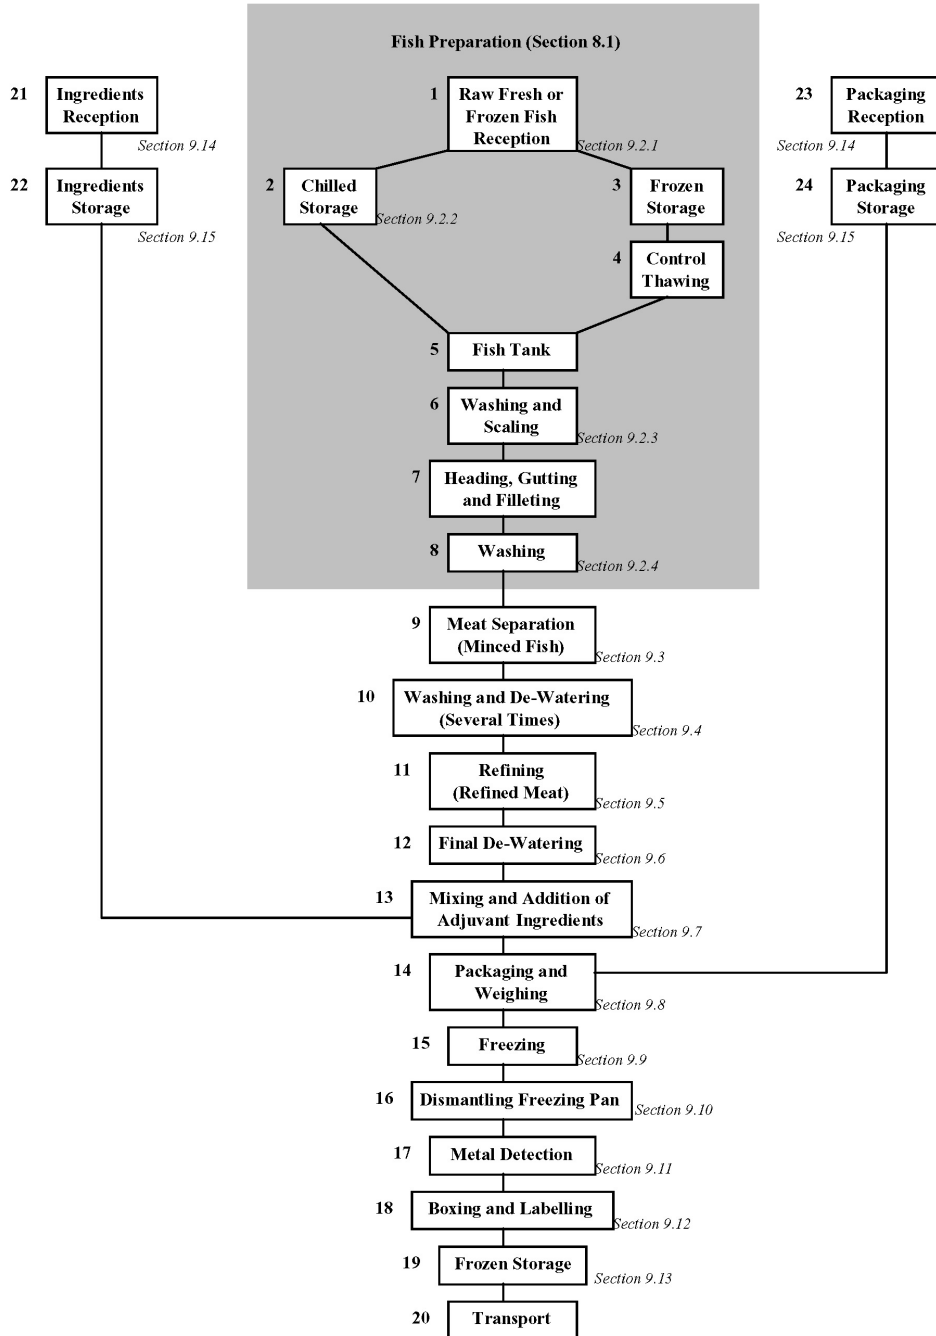 Fish Preparation (Section 8.1)
21
Ingredients
Reception
Section 9.14
22
Ingredients
Storage
Section 9.15
1
Raw Fresh or
Frozen Fish
Reception
Section 9.2.1
2
Chilled
Storage
Section 9.2.2
3
Frozen
Storage
4
Control
Thawing
23
Packaging
Reception
Section 9.14
24
Packaging
Storage
Section 9.15
5
Fish Tank
6
Washing and
Scaling
Section 9.2.3
7
Heading, Gutting
and Filleting
8
Washing
Section 9.2.4
9
Meat Separation
(Minced Fish)
Section 9.3
10
Washing and De-Watering
(Several Times)
Section 9.4
11
Refining
(Refined Meat)
Section 9.5
12
Final De-Watering
Section 9.6
13
Mixing and Addition of
Adjuvant Ingredients
Section 9.7
14
Packaging and
Weighing
Section 9.8
15
Freezing
Section 9.9
16
Dismantling Freezing Pan
Section 9.10
17
Metal Detection
Section 9.11
18
Boxing and Labelling
Section 9.12
19
Frozen Storage
Section 9.13
20
Transport